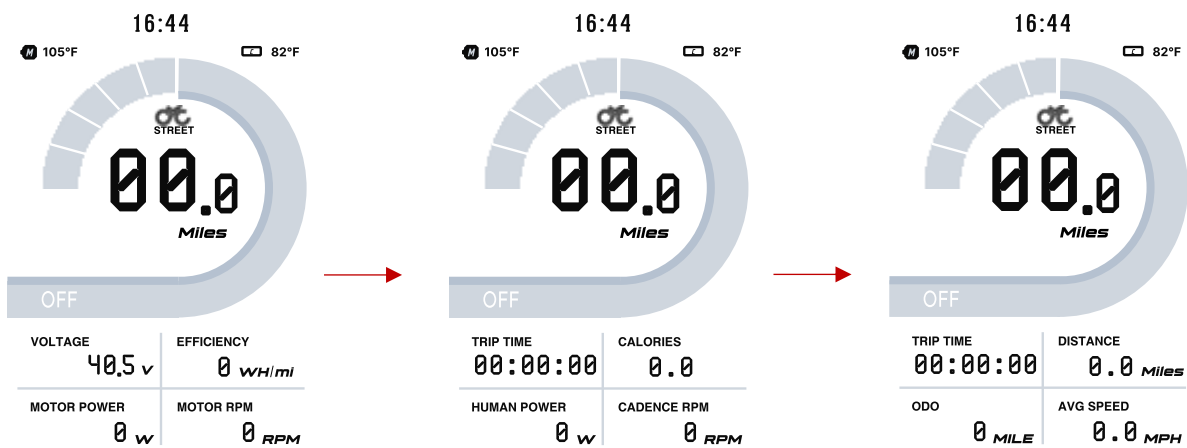 16:44
M 105°F
C 82°F
STREET
00.0
Miles
OFF
VOLTAGE
40.5 V
EFFICIENCY
0 WH/mi
MOTOR POWER
0 W
MOTOR RPM
0 RPM
16:44
M 105°F
C 82°F
STREET
00.0
Miles
OFF
TRIP TIME
00:00:00
CALORIES
0.0
HUMAN POWER
0 W
CADENCE RPM
0 RPM
16:44
M 105°F
C 82°F
STREET
00.0
Miles
OFF
TRIP TIME
00:00:00
DISTANCE
0.0 Miles
ODO
0 MILE
AVG SPEED
0.0 MPH